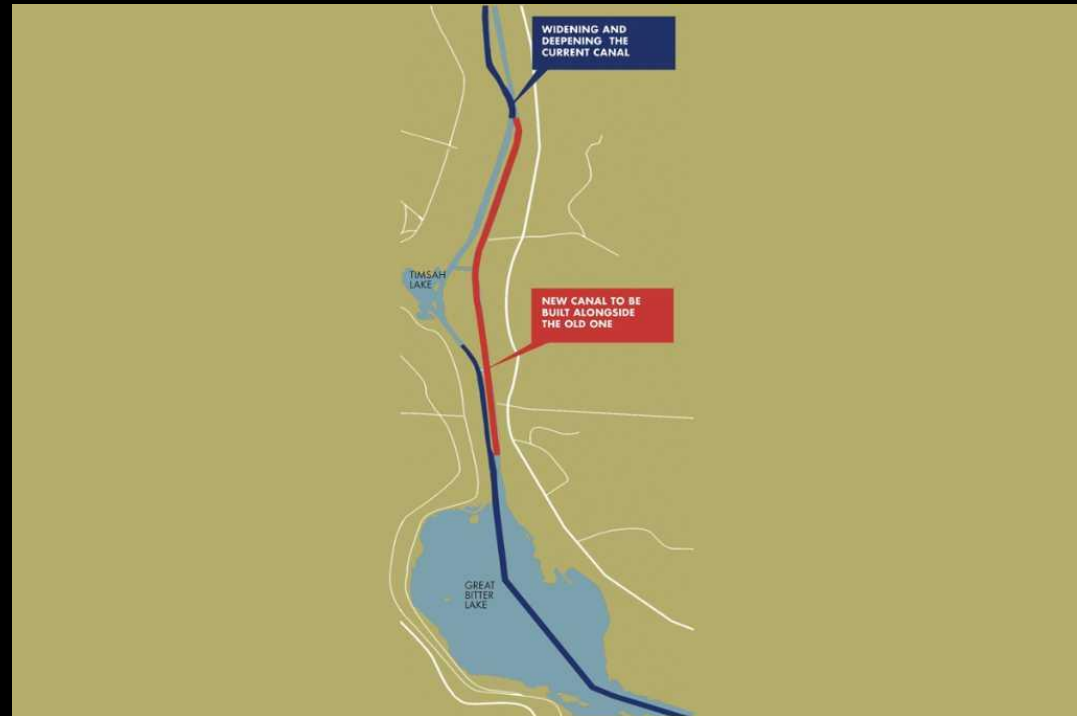 WIDENING AND
DEEPENING THE
CURRENT CANAL
TIMSAH
LAKE
NEW CANAL TO BE
BUILT ALONGSIDE
THE OLD ONE
GREAT
BITTER
LAKE